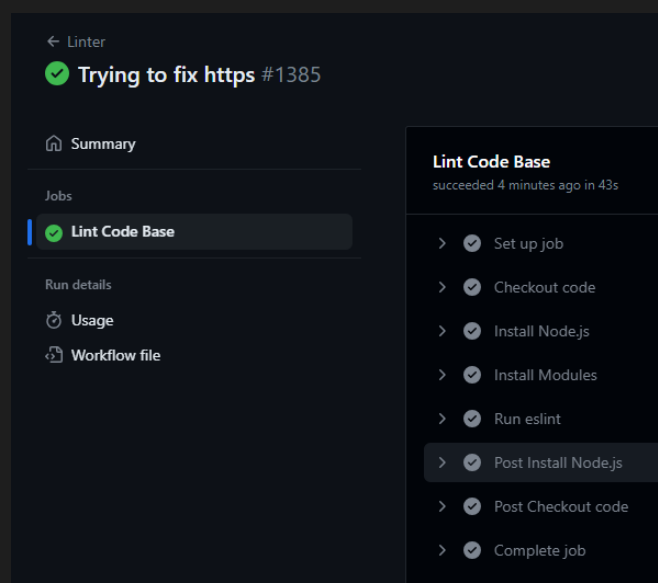 Linter
Trying to fix https #1385
Summary
Jobs
Lint Code Base
Run details
Usage
Workflow file
Lint Code Base
succeeded 4 minutes ago in 43s
Set up job
Checkout code
Install Node.js
Install Modules
Run eslint
Post Install Node.js
Post Checkout code
Complete job